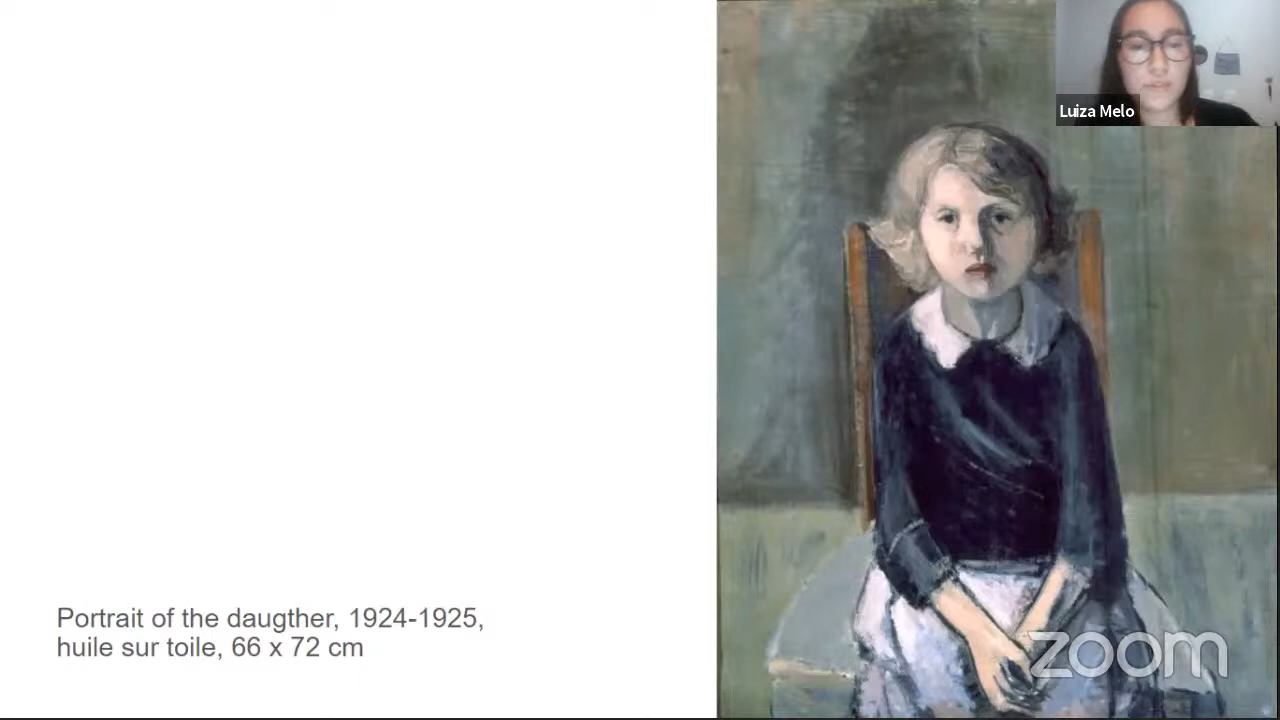 Luiza Melo
Portrait of the daugther, 1924-1925,
huile sur toile, 66 x 72 cm
zoom